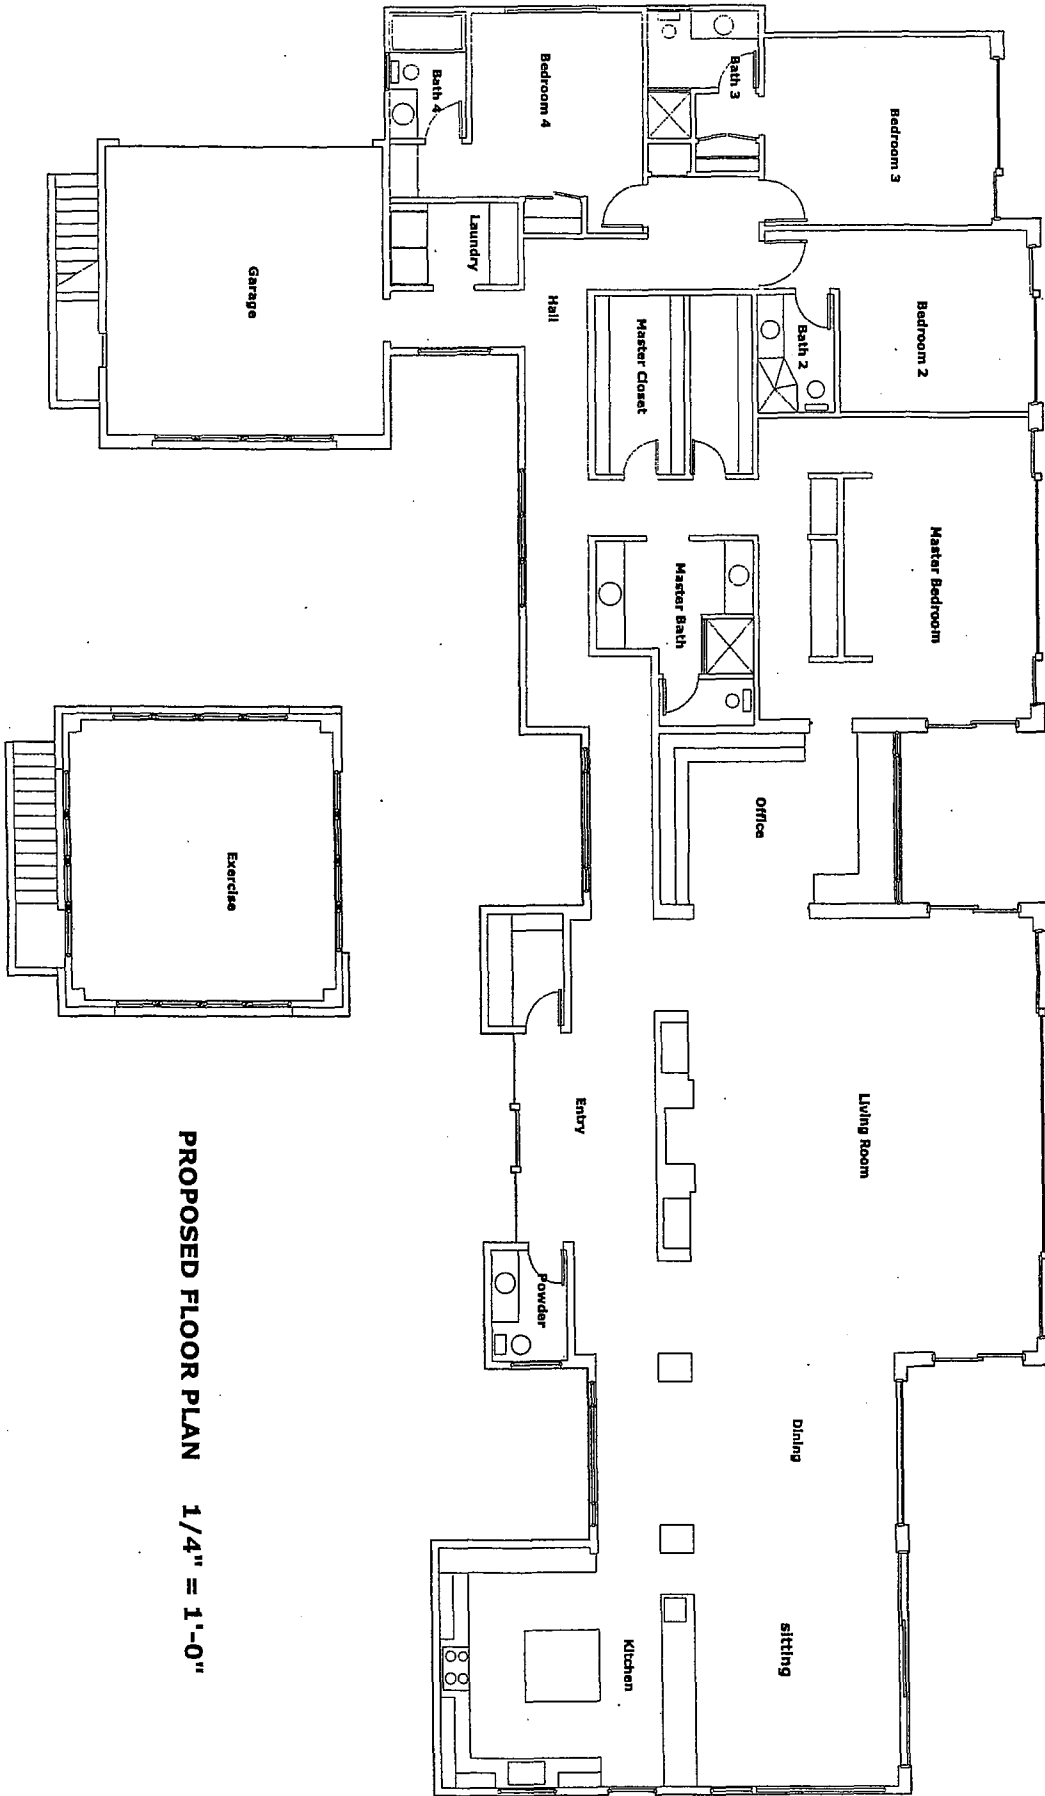 Bedroom 3
Bedroom 2
Master Bedroom
Living Room
Bath 3
Bath 2
Office
Dining
sitting
Bedroom 4
Master Closet
Master Bath
Bath 4
Laundry
Hall
Entry
Powder
Kitchen
Garage
Exercise
PROPOSED FLOOR PLAN 1/4" = 1'-0"